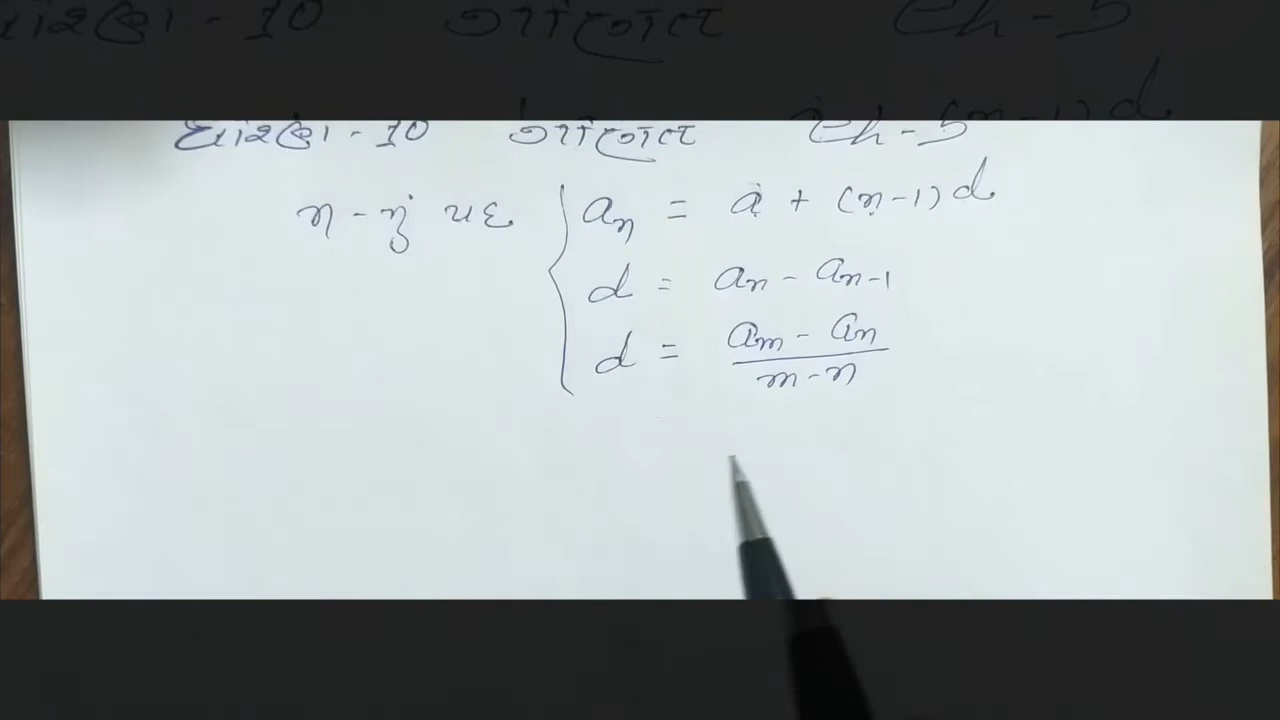 ધોરણ - 10 ગણિત Ch - 5
n - નું પદ { aₙ = a + (n-1)d
d = aₙ - aₙ₋₁
d = (aₘ - aₙ) / (m - n)